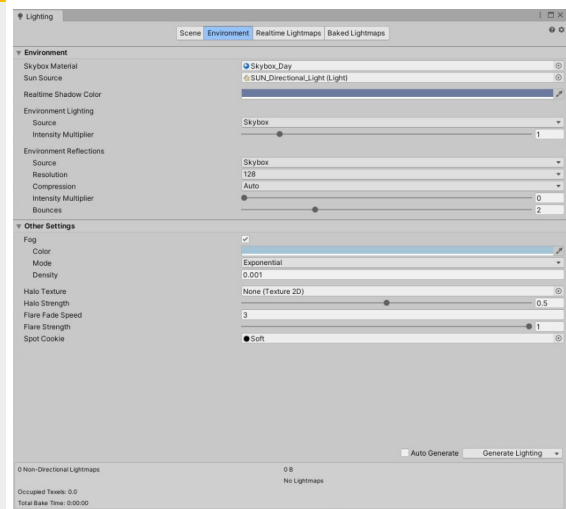 Lighting
Scene Environment Realtime Lightmaps Baked Lightmaps
Environment
Skybox Material Skybox_Day
Sun Source SUN_Directional_Light (Light)
Realtime Shadow Color
Environment Lighting
Source Skybox
Intensity Multiplier 1
Environment Reflections
Source Skybox
Resolution 128
Compression Auto
Intensity Multiplier 0
Bounces 2
Other Settings
Fog
Color
Mode Exponential
Density 0.001
Halo Texture None (Texture 2D)
Halo Strength 0.5
Flare Fade Speed 3
Flare Strength 1
Spot Cookie Soft
Auto Generate Generate Lighting
0 Non-Directional Lightmaps 0 B
No Lightmaps
Occupied Texels: 0.0
Total Bake Time: 0:00:00